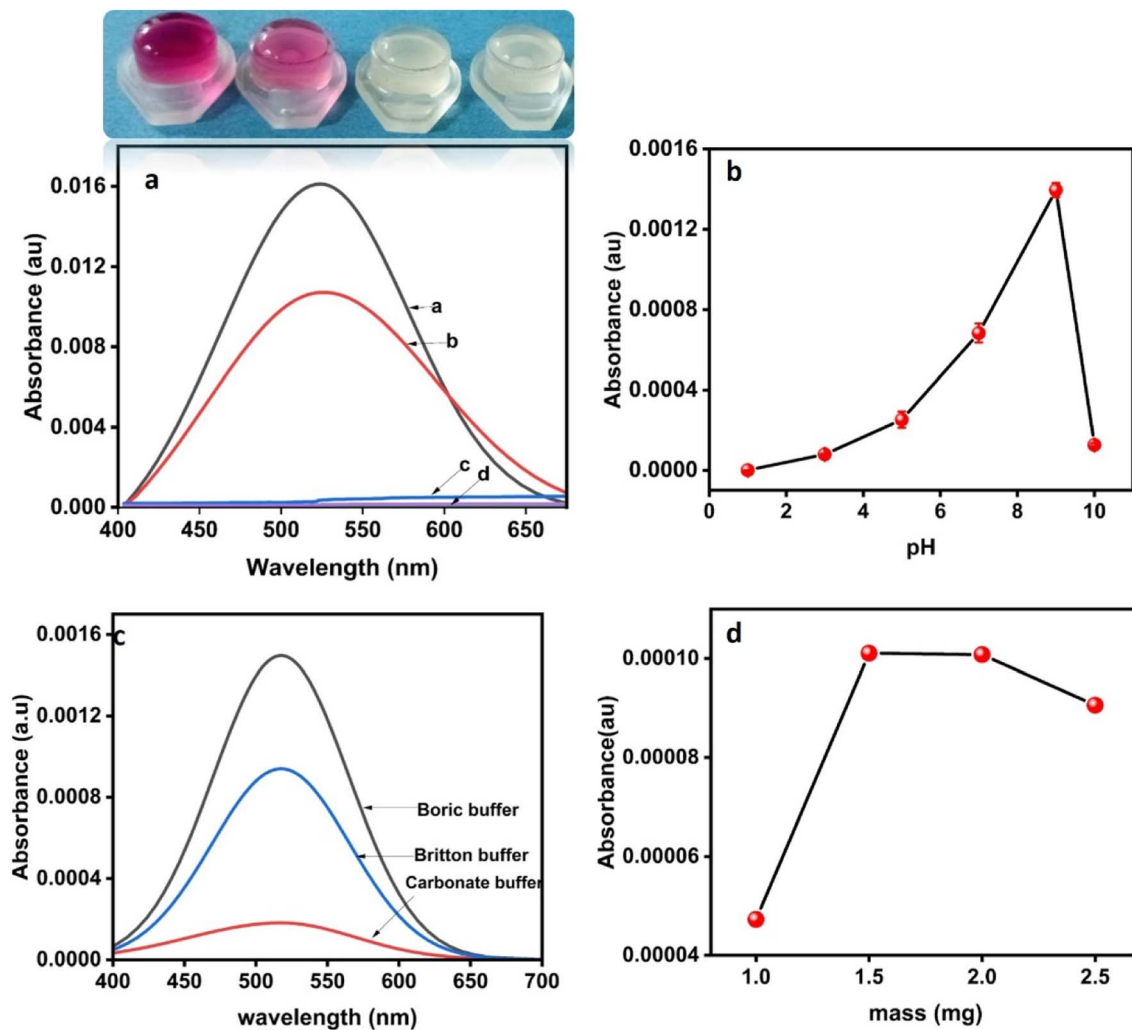 a
0.016
0.012
0.008
0.004
0.000
Absorbance (au)
a
b
c
d
400 450 500 550 600 650
Wavelength (nm)
b
0.0016
0.0012
0.0008
0.0004
0.0000
Absorbance (au)
0 2 4 6 8 10
pH
c
0.0016
0.0012
0.0008
0.0004
0.0000
Absorbance (a.u)
Boric buffer
Britton buffer
Carbonate buffer
400 450 500 550 600 650 700
wavelength (nm)
d
0.00010
0.00008
0.00006
0.00004
Absorbance(au)
1.0 1.5 2.0 2.5
mass (mg)